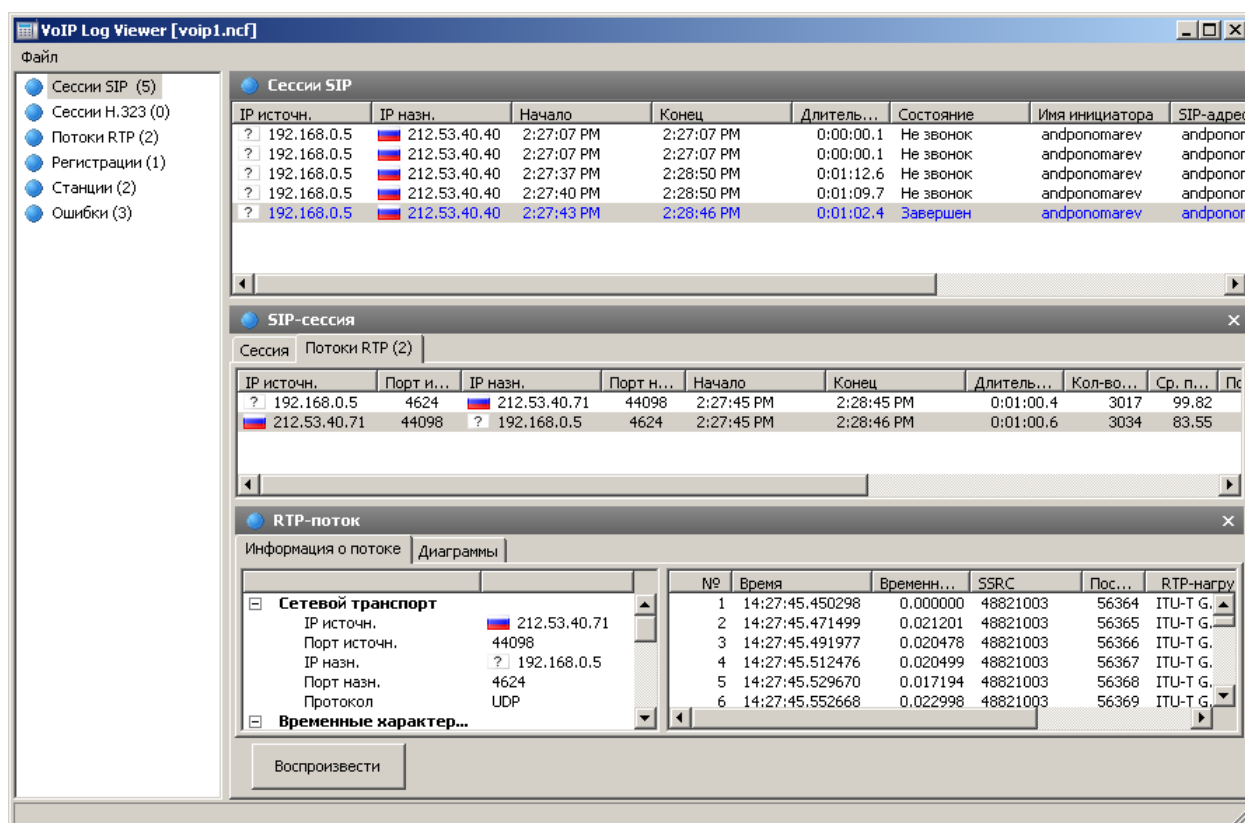 VoIP Log Viewer [voip1.ncf]
Файл
Сессии SIP (5)
Сессии H.323 (0)
Потоки RTP (2)
Регистрации (1)
Станции (2)
Ошибки (3)
Сессии SIP
IP источн. IP назн. Начало Конец Длитель... Состояние Имя инициатора SIP-адрес
? 192.168.0.5 212.53.40.40 2:27:07 PM 2:27:07 PM 0:00:00.1 Не звонок andponomarev andponor
? 192.168.0.5 212.53.40.40 2:27:07 PM 2:27:07 PM 0:00:00.1 Не звонок andponomarev andponor
? 192.168.0.5 212.53.40.40 2:27:37 PM 2:28:50 PM 0:01:12.6 Не звонок andponomarev andponor
? 192.168.0.5 212.53.40.40 2:27:40 PM 2:28:50 PM 0:01:09.7 Не звонок andponomarev andponor
? 192.168.0.5 212.53.40.40 2:27:43 PM 2:28:46 PM 0:01:02.4 Завершен andponomarev andponor
SIP-сессия
Сессия Потоки RTP (2)
IP источн. Порт и... IP назн. Порт н... Начало Конец Длитель... Кол-во... Ср. п... По
? 192.168.0.5 4624 212.53.40.71 44098 2:27:45 PM 2:28:45 PM 0:01:00.4 3017 99.82
212.53.40.71 44098 ? 192.168.0.5 4624 2:27:45 PM 2:28:46 PM 0:01:00.6 3034 83.55
RTP-поток
Информация о потоке Диаграммы
Сетевой транспорт
IP источн. 212.53.40.71
Порт источн. 44098
IP назн. ? 192.168.0.5
Порт назн. 4624
Протокол UDP
Временные характер...
№ Время Временн... SSRC Пос... RTP-нагру
1 14:27:45.450298 0.000000 48821003 56364 ITU-T G.
2 14:27:45.471499 0.021201 48821003 56365 ITU-T G.
3 14:27:45.491977 0.020478 48821003 56366 ITU-T G.
4 14:27:45.512476 0.020499 48821003 56367 ITU-T G.
5 14:27:45.529670 0.017194 48821003 56368 ITU-T G.
6 14:27:45.552668 0.022998 48821003 56369 ITU-T G.
Воспроизвести